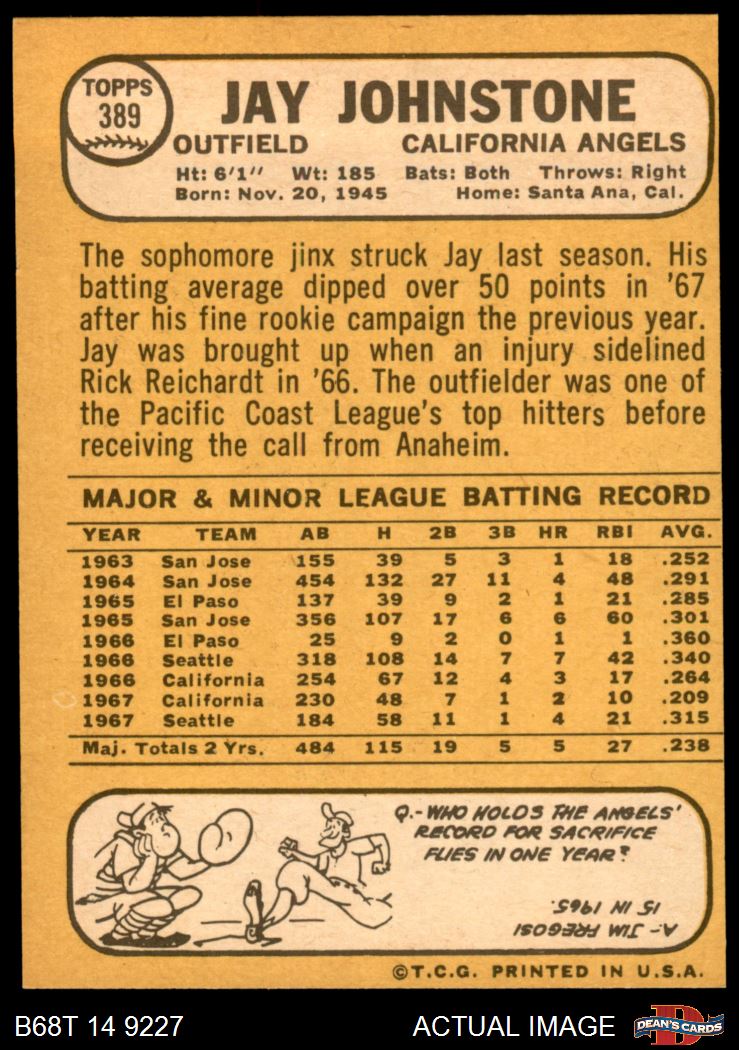 TOPPS
389
JAY JOHNSTONE
OUTFIELD CALIFORNIA ANGELS
Ht: 6'1" Wt: 185 Bats: Both Throws: Right
Born: Nov. 20, 1945 Home: Santa Ana, Cal.
The sophomore jinx struck Jay last season. His
batting average dipped over 50 points in '67
after his fine rookie campaign the previous year.
Jay was brought up when an injury sidelined
Rick Reichardt in '66. The outfielder was one of
the Pacific Coast League's top hitters before
receiving the call from Anaheim.
MAJOR & MINOR LEAGUE BATTING RECORD
YEAR TEAM AB H 2B 3B HR RBI AVG.
1963 San Jose 155 39 5 3 1 18 .252
1964 San Jose 454 132 27 11 4 48 .291
1965 El Paso 137 39 9 2 1 21 .285
1965 San Jose 356 107 17 6 6 60 .301
1966 El Paso 25 9 2 0 1 1 .360
1966 Seattle 318 108 14 7 7 42 .340
1966 California 254 67 12 4 3 17 .264
1967 California 230 48 7 1 2 10 .209
1967 Seattle 184 58 11 1 4 21 .315
Maj. Totals 2 Yrs. 484 115 19 5 5 27 .238
Q.-WHO HOLDS THE ANGELS'
RECORD FOR SACRIFICE
FLIES IN ONE YEAR?
A.- JIM FREGOSI
15 IN 1965.
©T.C.G. PRINTED IN U.S.A.
B68T 14 9227 ACTUAL IMAGE DEAN'S CARDS